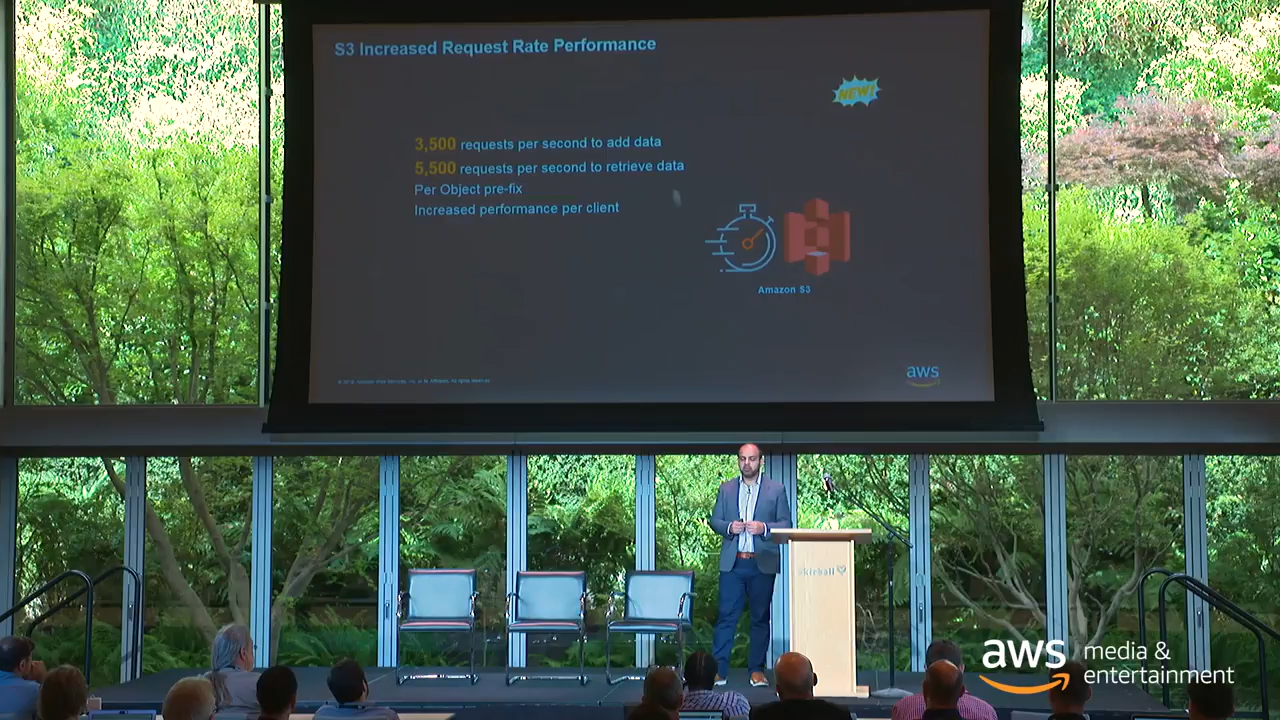 S3 Increased Request Rate Performance
NEW!
3,500 requests per second to add data
5,500 requests per second to retrieve data
Per Object pre-fix
Increased performance per client
Amazon S3
aws
skirball
aws media &
entertainment